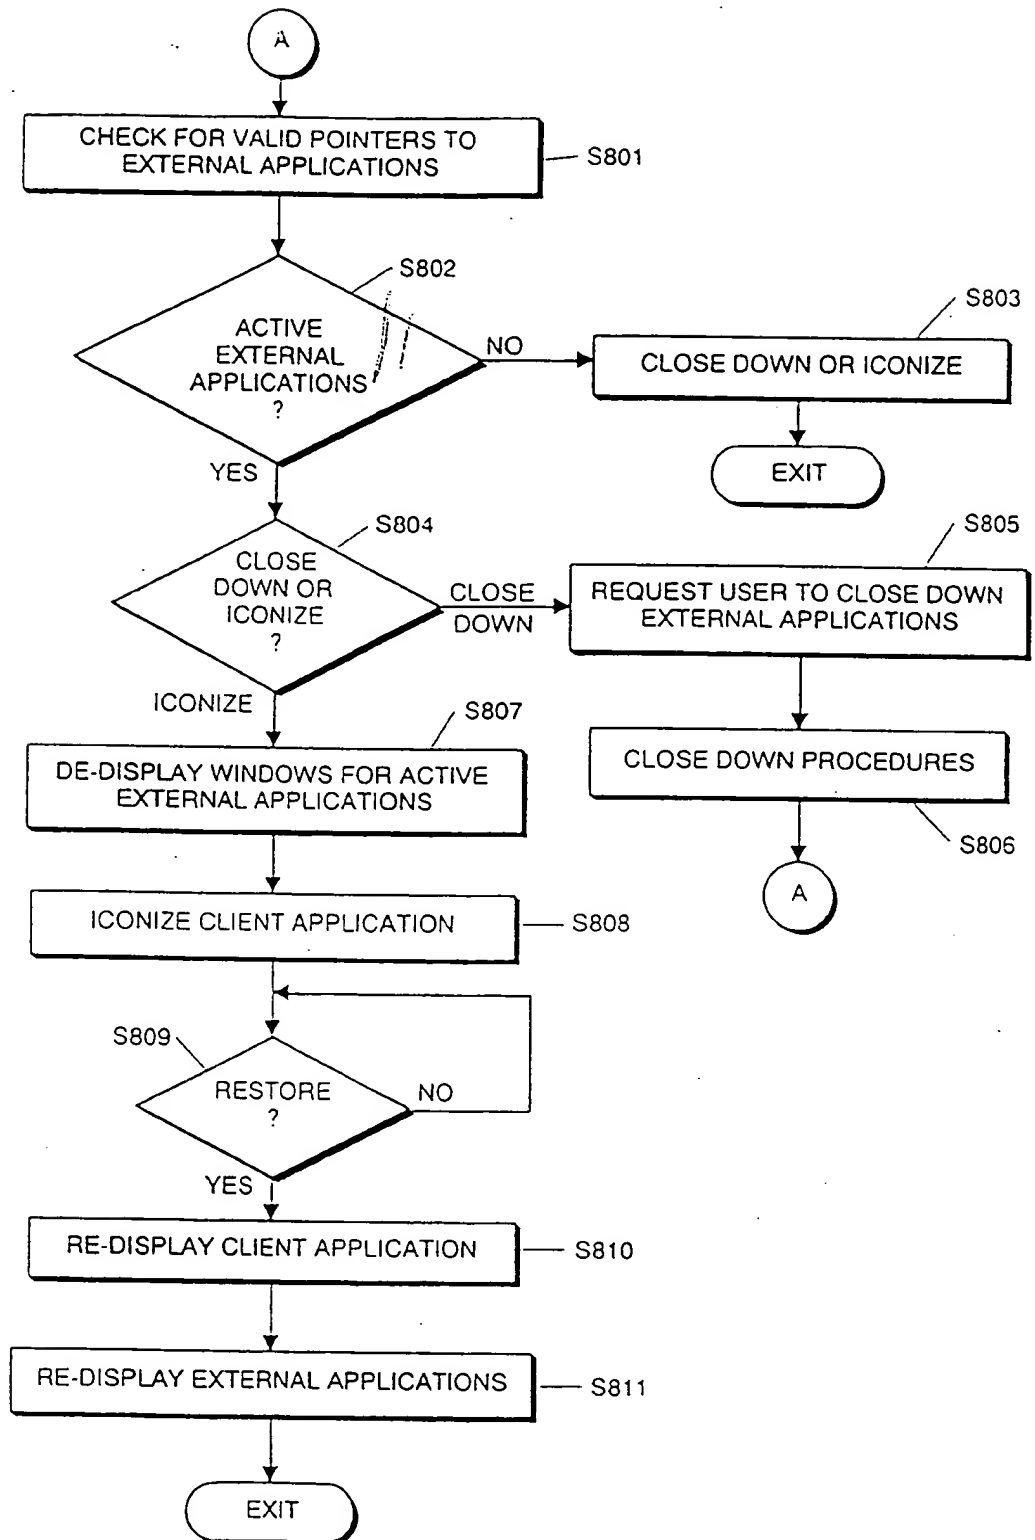 A
CHECK FOR VALID POINTERS TO
EXTERNAL APPLICATIONS
S801
S802
ACTIVE
EXTERNAL
APPLICATIONS
?
NO
S803
CLOSE DOWN OR ICONIZE
EXIT
YES
S804
CLOSE
DOWN OR
ICONIZE
?
CLOSE
DOWN
S805
REQUEST USER TO CLOSE DOWN
EXTERNAL APPLICATIONS
ICONIZE
S807
DE-DISPLAY WINDOWS FOR ACTIVE
EXTERNAL APPLICATIONS
CLOSE DOWN PROCEDURES
S806
A
ICONIZE CLIENT APPLICATION
S808
S809
RESTORE
?
NO
YES
RE-DISPLAY CLIENT APPLICATION
S810
RE-DISPLAY EXTERNAL APPLICATIONS
S811
EXIT